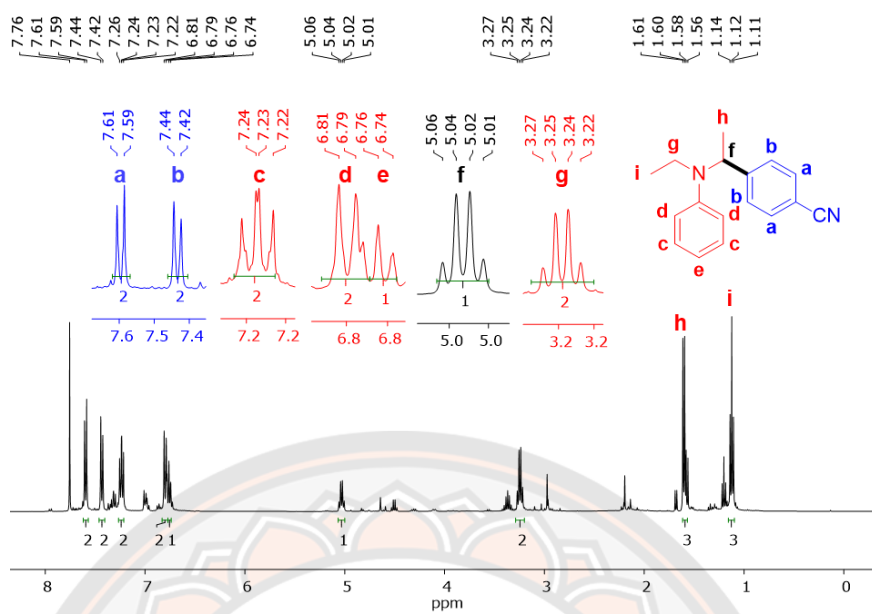 7.76 7.61 7.59 7.44 7.42 7.26 7.24 7.23 7.22 6.81 6.79 6.76 6.74 5.06 5.04 5.02 5.01 3.27 3.25 3.24 3.22 1.61 1.60 1.58 1.56 1.14 1.12 1.11
7.61 7.59 7.44 7.42 7.24 7.23 7.22 6.81 6.79 6.76 6.74 5.06 5.04 5.02 5.01 3.27 3.25 3.24 3.22
a b c d e f g
h
g f b a
i N
d d b a CN
c c
e
2 2 2 2 1 1 2
7.6 7.5 7.4 7.2 7.2 6.8 6.8 5.0 5.0 3.2 3.2
h i
2 2 2 2 1 1 2 3 3
8 7 6 5 4 3 2 1 0
ppm